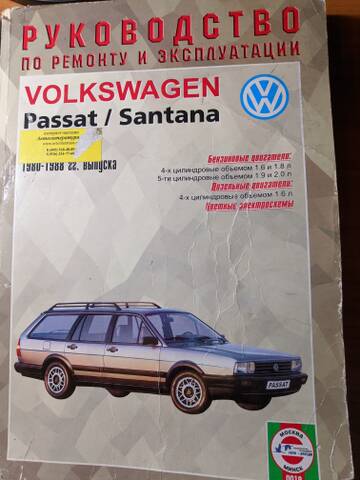 РУКОВОДСТВО
ПО РЕМОНТУ И ЭКСПЛУАТАЦИИ
VOLKSWAGEN
Passat / Santana
1980-1988 гг. выпуска
Бензиновые двигатели:
4-х цилиндровые объемом 1.6 и 1.8 л
5-ти цилиндровые объемом 1.9 и 2.0 л
Дизельные двигатели:
4-х цилиндровые объемом 1.6 л
Цветные электросхемы
PASSAT
МОСКВА
МИНСК